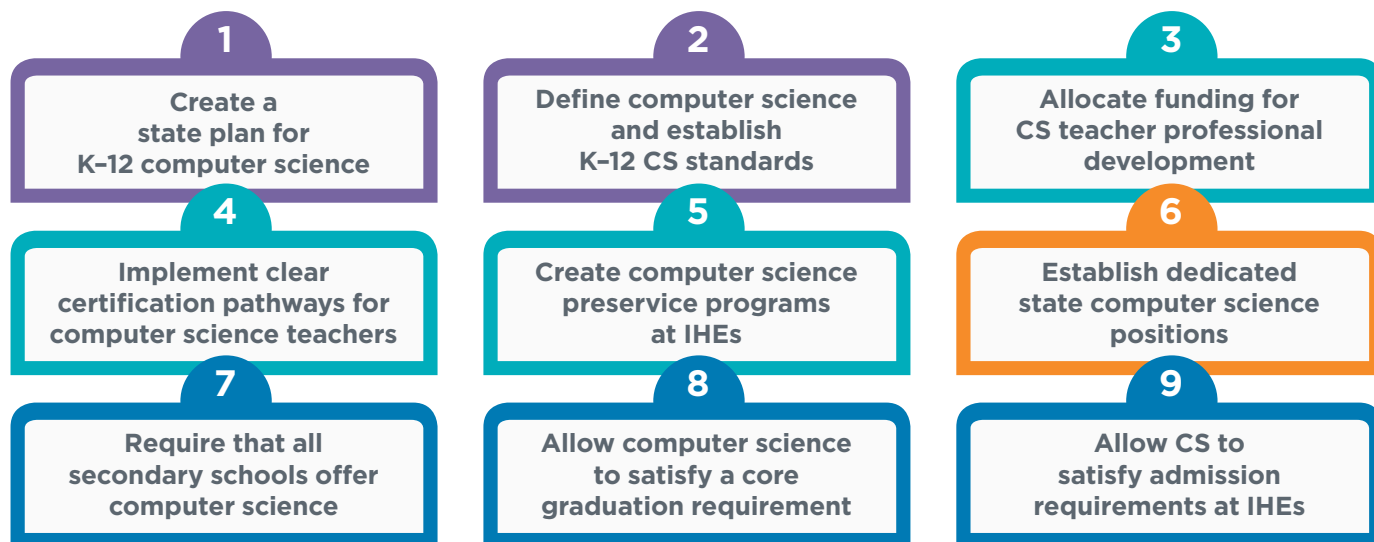 1
Create a
state plan for
K–12 computer science
2
Define computer science
and establish
K–12 CS standards
3
Allocate funding for
CS teacher professional
development
4
Implement clear
certification pathways for
computer science teachers
5
Create computer science
preservice programs
at IHEs
6
Establish dedicated
state computer science
positions
7
Require that all
secondary schools offer
computer science
8
Allow computer science
to satisfy a core
graduation requirement
9
Allow CS to
satisfy admission
requirements at IHEs